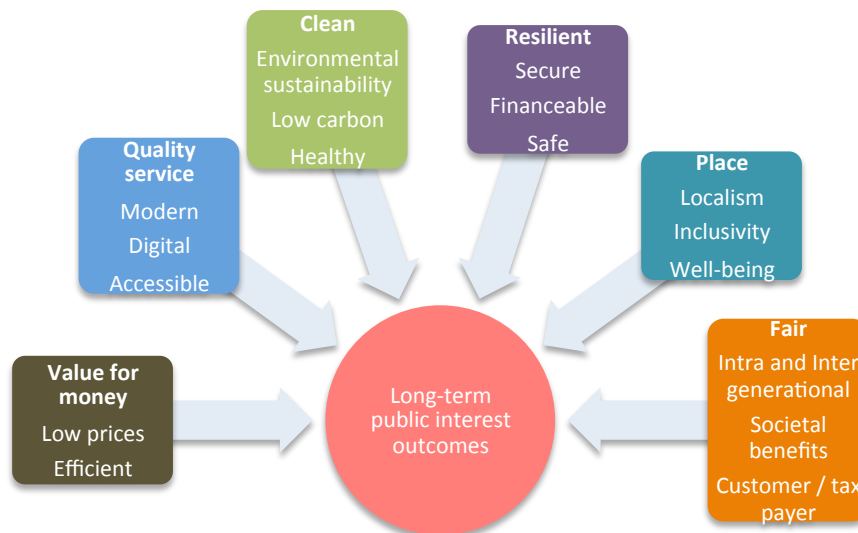 Clean
Environmental
sustainability
Low carbon
Healthy
Resilient
Secure
Financeable
Safe
Quality
service
Modern
Digital
Accessible
Place
Localism
Inclusivity
Well-being
Value for
money
Low prices
Efficient
Long-term
public interest
outcomes
Fair
Intra and Inter
generational
Societal
benefits
Customer / tax
payer